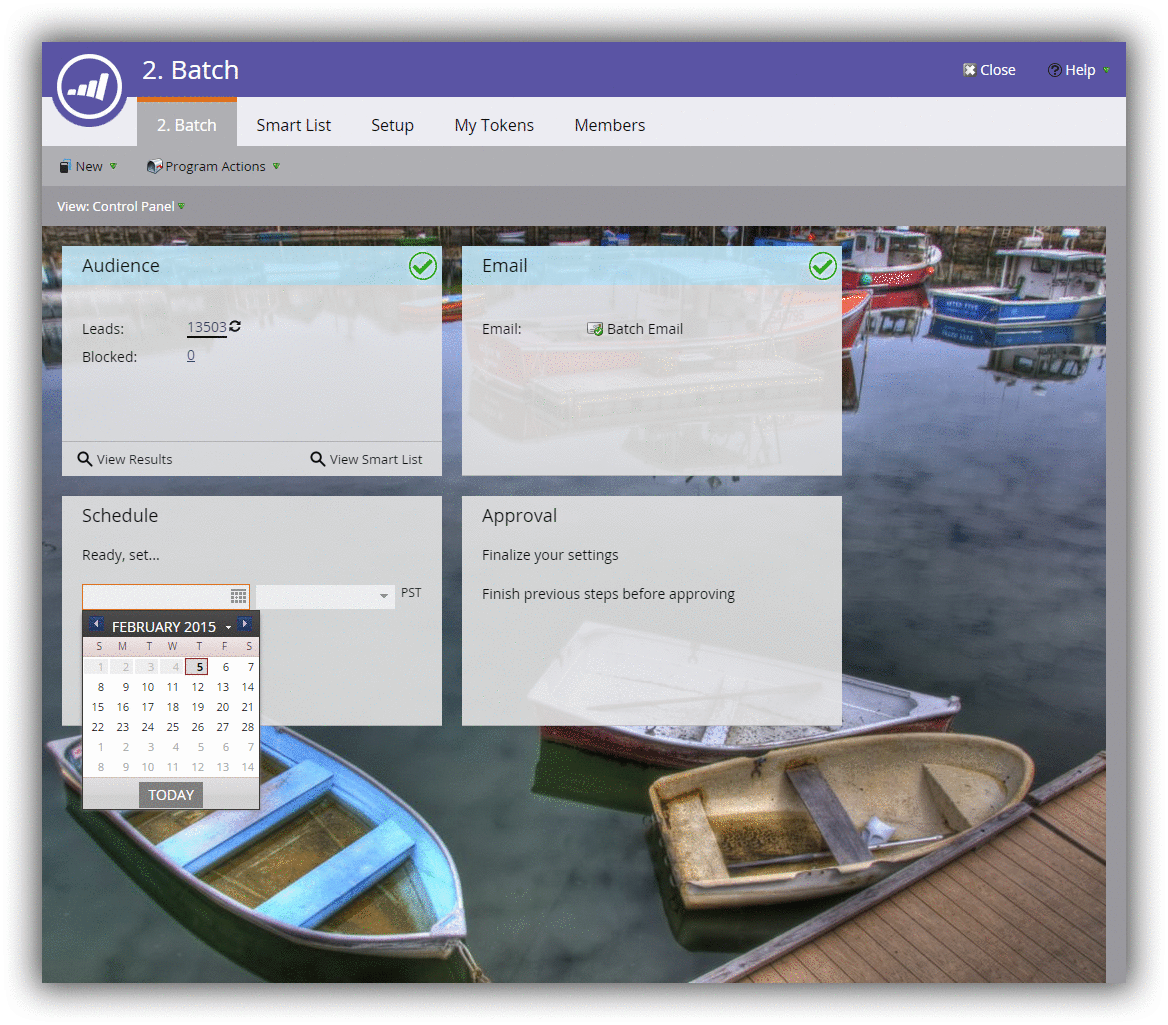 2. Batch
Close Help
2. Batch Smart List Setup My Tokens Members
New Program Actions
View: Control Panel
Audience
Leads: 13503
Blocked: 0
View Results View Smart List
Email
Email: Batch Email
Schedule
Ready, set...
PST
FEBRUARY 2015
S M T W T F S
1 2 3 4 5 6 7
8 9 10 11 12 13 14
15 16 17 18 19 20 21
22 23 24 25 26 27 28
1 2 3 4 5 6 7
8 9 10 11 12 13 14
TODAY
Approval
Finalize your settings
Finish previous steps before approving